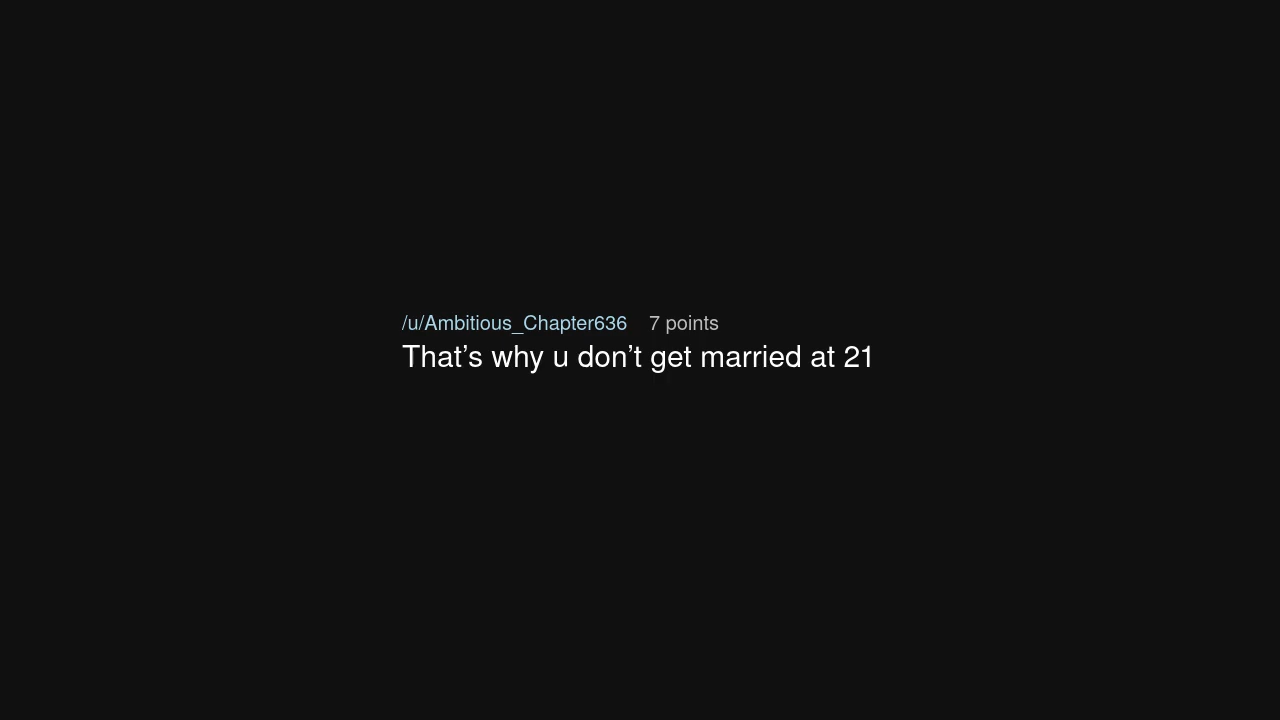 /u/Ambitious_Chapter636 7 points
That’s why u don’t get married at 21